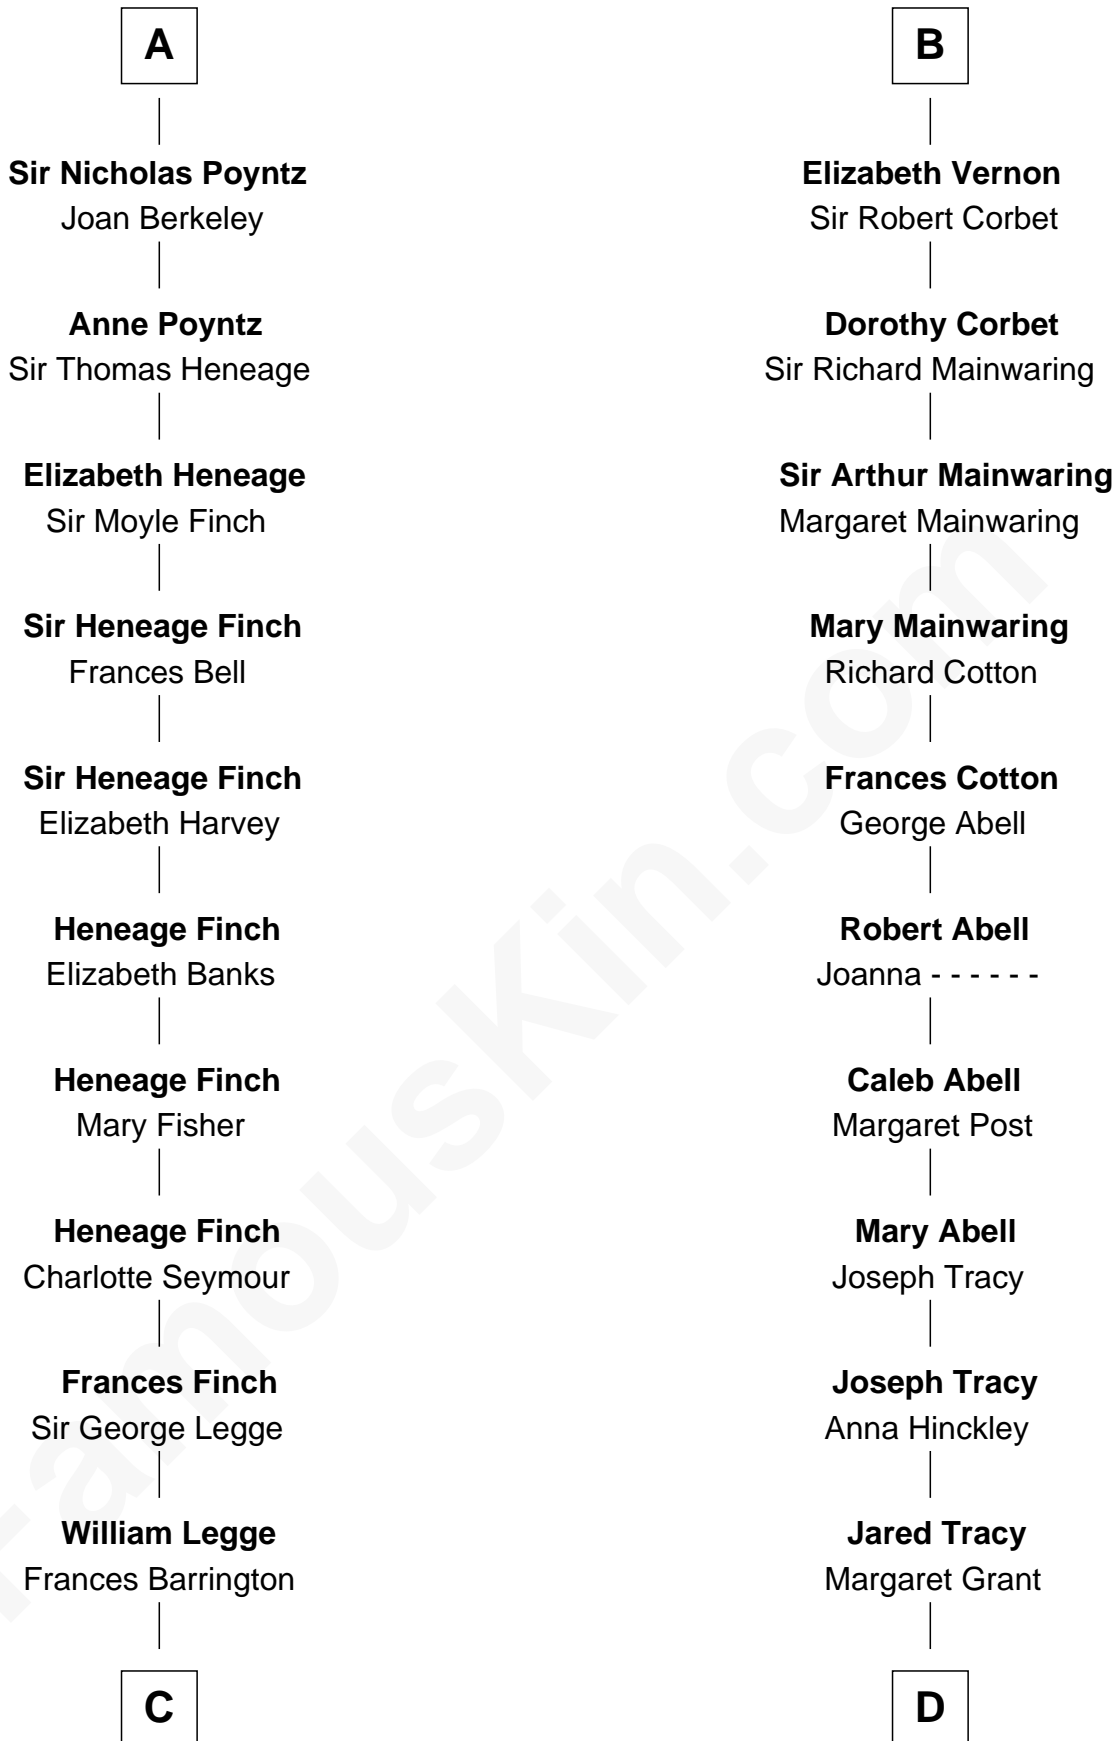 A
Sir Nicholas Poyntz
Joan Berkeley
Anne Poyntz
Sir Thomas Heneage
Elizabeth Heneage
Sir Moyle Finch
Sir Heneage Finch
Frances Bell
Sir Heneage Finch
Elizabeth Harvey
Heneage Finch
Elizabeth Banks
Heneage Finch
Mary Fisher
Heneage Finch
Charlotte Seymour
Frances Finch
Sir George Legge
William Legge
Frances Barrington
C
B
Elizabeth Vernon
Sir Robert Corbet
Dorothy Corbet
Sir Richard Mainwaring
Sir Arthur Mainwaring
Margaret Mainwaring
Mary Mainwaring
Richard Cotton
Frances Cotton
George Abell
Robert Abell
Joanna - - - - - -
Caleb Abell
Margaret Post
Mary Abell
Joseph Tracy
Joseph Tracy
Anna Hinckley
Jared Tracy
Margaret Grant
D
FamousKin.com